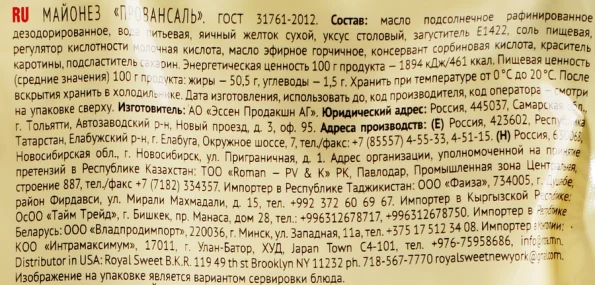 RU МАЙОНЕЗ «ПРОВАНСАЛЬ». ГОСТ 31761-2012. Состав: масло подсолнечное рафинированное
дезодорированное, вода питьевая, яичный желток сухой, уксус столовый, загуститель Е1422, соль пищевая,
регулятор кислотности молочная кислота, масло эфирное горчичное, консервант сорбиновая кислота, краситель
каротины, подсластитель сахарин. Энергетическая ценность 100 г продукта – 1894 кДж/461 ккал. Пищевая ценность
(средние значения) 100 г продукта: жиры – 50,5 г, углеводы – 1,5 г. Хранить при температуре от 0°С до 20°С. После
вскрытия хранить в холодильнике. Дата изготовления, использовать до, код производителя, код оператора – смотри
на упаковке сверху. Изготовитель: АО «Эссен Продакшн АГ». Юридический адрес: Россия, 445037, Самарская обл.,
г. Тольятти, Автозаводский р-н, Новый проезд, д. 3, оф. 95. Адреса производств: (Е) Россия, 423602, Республика
Татарстан, Елабужский р-н, г. Елабуга, Окружное шоссе, 7, тел./факс: +7 (85557) 4-55-33, 4-51-15. (Н) Россия,
Новосибирская обл., г. Новосибирск, ул. Приграничная, д. 1. Адрес организации, уполномоченной на принятие
претензий в Республике Казахстан: ТОО «Roman – PV & K» РК, Павлодар, Промышленная зона Центральная,
строение 887, тел./факс +7 (7182) 334357. Импортер в Республике Таджикистан: ООО «Фаиза», 734005, г. Душанбе,
район Фирдавси, ул. Мирали Махмадали, д. 15, тел. +992 372 60 69 67. Импортер в Кыргызской Республике:
ОсОО «Тайм Трейд», г. Бишкек, пр. Манаса, дом 28, тел.: +996312678717, +996312678750. Импортер в Республике
Беларусь: ООО «Владпродимпорт», 220036, г. Минск, ул. Западная, 11а, тел. +375 17 512 34 08. Импортер
КОО «Интрамаксимум», 17011, г. Улан-Батор, ХУД, Japan Town C4-101, тел. +976-75958686,
Distributor in USA: Royal Sweet B.K.R. 119 49 th st Brooklyn NY 11232 ph. 718-567-7770
Изображение на упаковке является вариантом сервировки блюда.